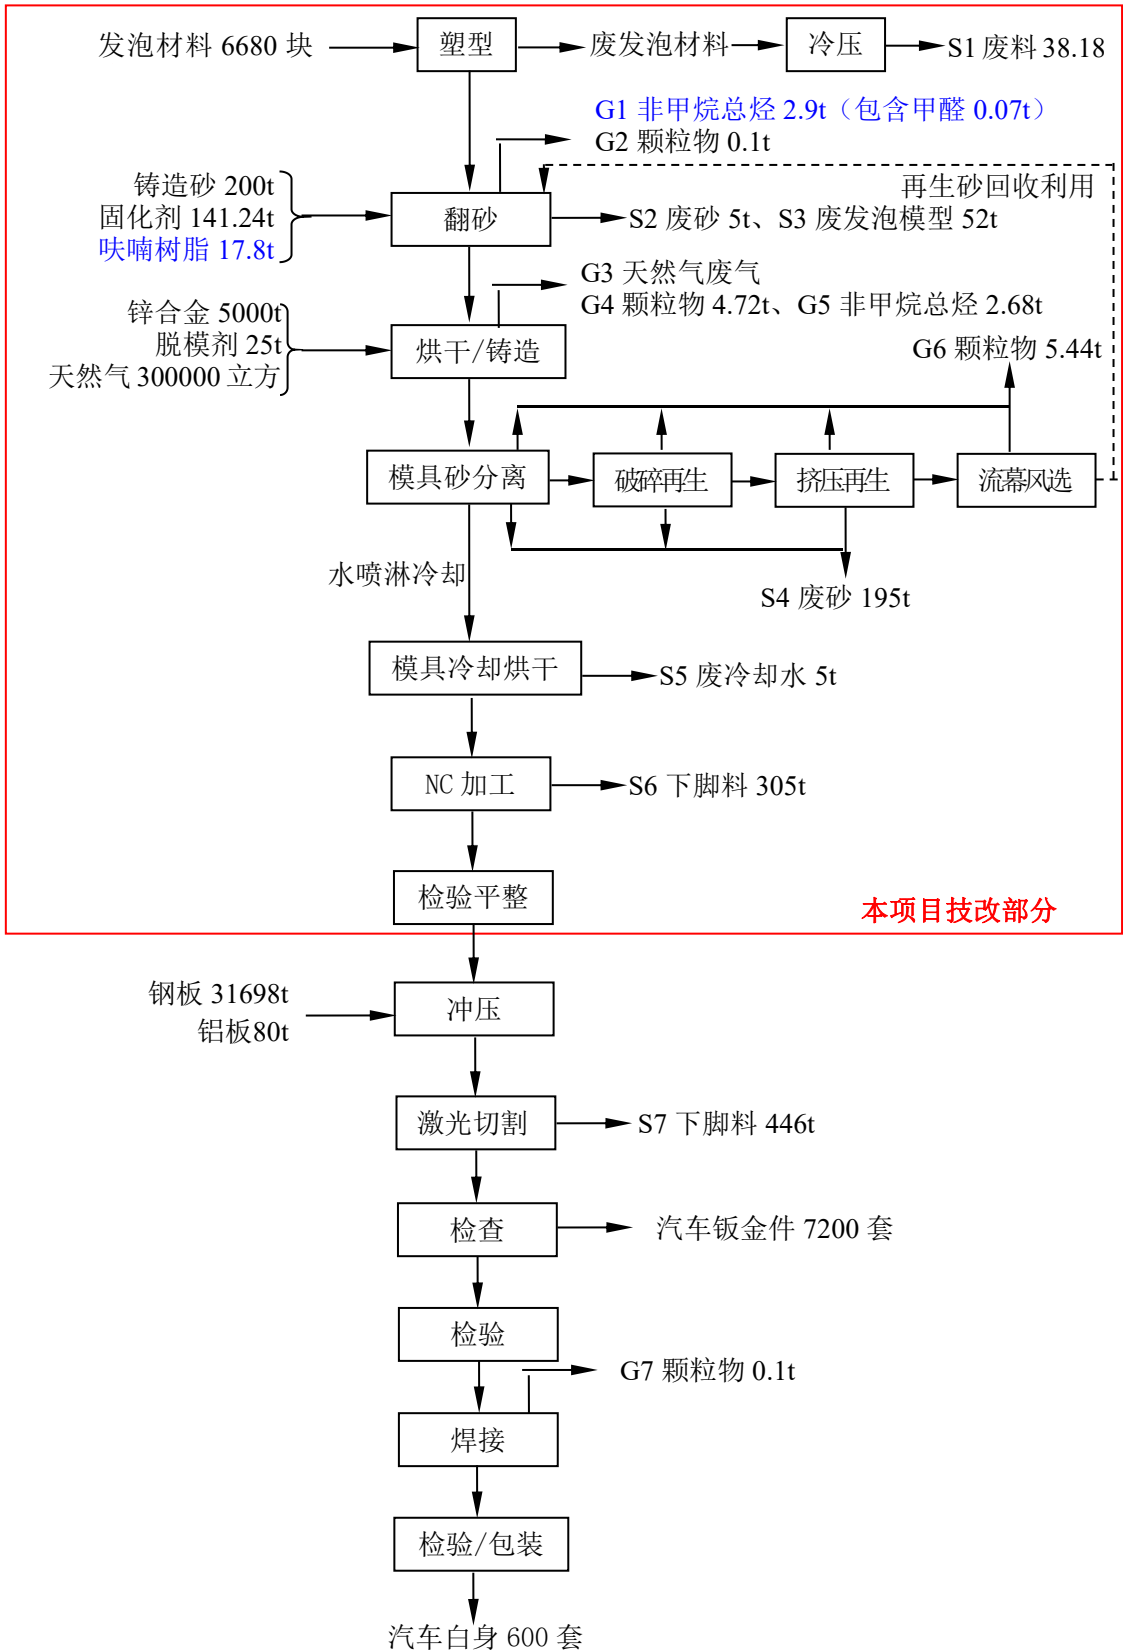 发泡材料 6680 块
塑型
废发泡材料
冷压
S1 废料 38.18
G1 非甲烷总烃 2.9t（包含甲醛 0.07t）
G2 颗粒物 0.1t
再生砂回收利用
铸造砂 200t
固化剂 141.24t
呋喃树脂 17.8t
翻砂
S2 废砂 5t、S3 废发泡模型 52t
G3 天然气废气
G4 颗粒物 4.72t、G5 非甲烷总烃 2.68t
锌合金 5000t
脱模剂 25t
天然气 300000 立方
烘干/铸造
G6 颗粒物 5.44t
模具砂分离
破碎再生
挤压再生
流幕风选
水喷淋冷却
S4 废砂 195t
模具冷却烘干
S5 废冷却水 5t
NC 加工
S6 下脚料 305t
检验平整
本项目技改部分
钢板 31698t
铝板80t
冲压
激光切割
S7 下脚料 446t
检查
汽车钣金件 7200 套
检验
G7 颗粒物 0.1t
焊接
检验/包装
汽车白身 600 套